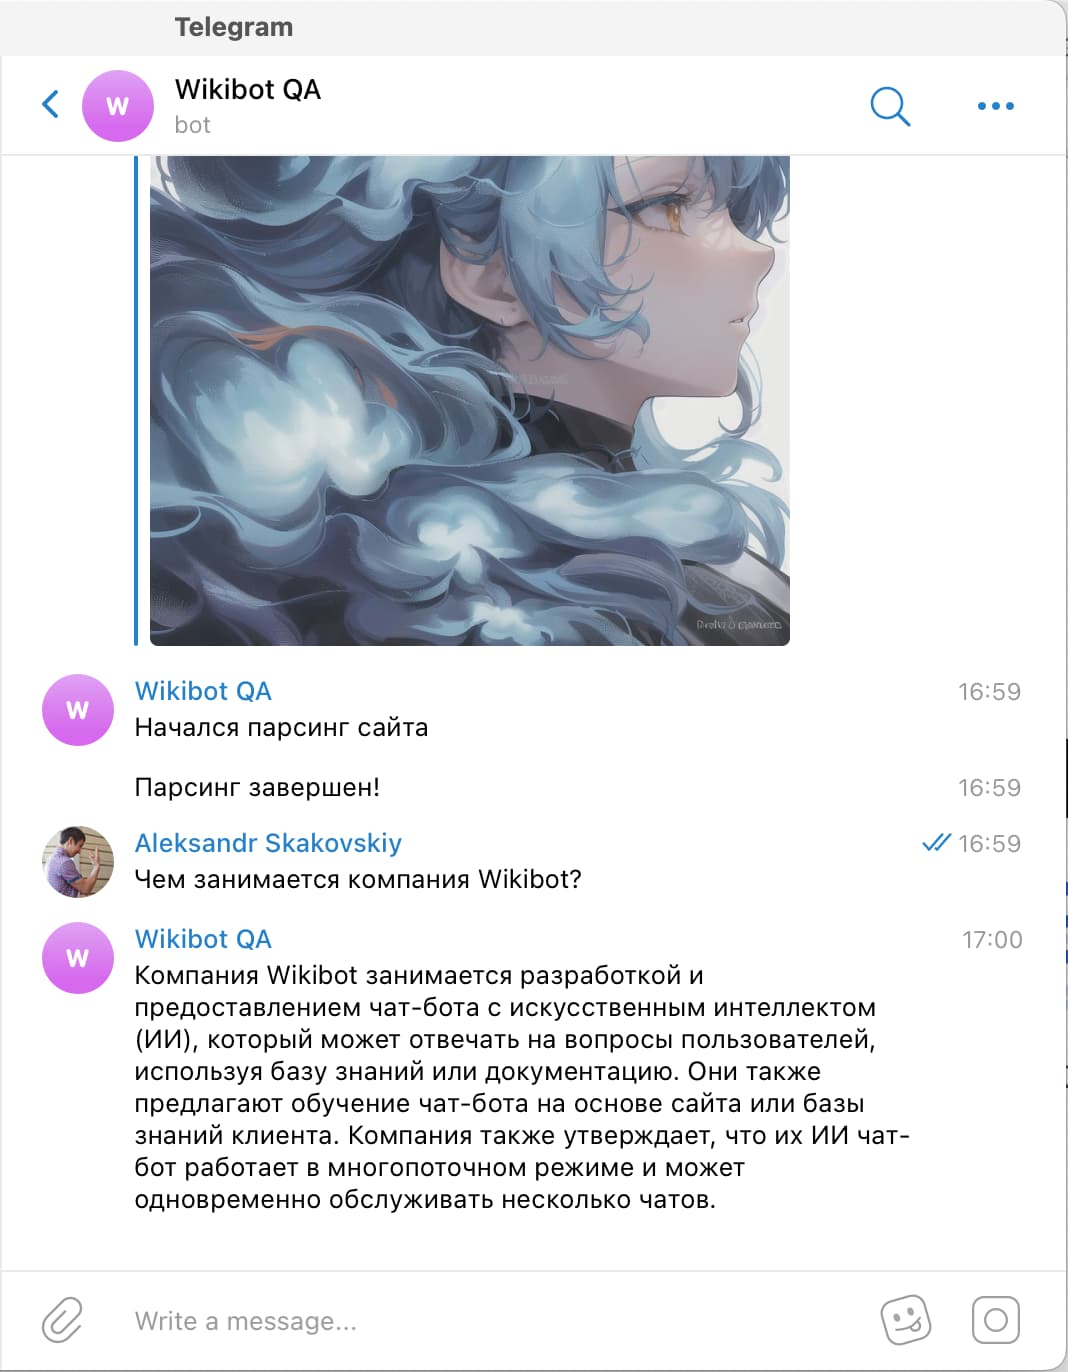 Telegram
W
Wikibot QA
bot
W
Wikibot QA
16:59
Начался парсинг сайта
Парсинг завершен!
16:59
Aleksandr Skakovskiy
16:59
Чем занимается компания Wikibot?
W
Wikibot QA
17:00
Компания Wikibot занимается разработкой и
предоставлением чат-бота с искусственным интеллектом
(ИИ), который может отвечать на вопросы пользователей,
используя базу знаний или документацию. Они также
предлагают обучение чат-бота на основе сайта или базы
знаний клиента. Компания также утверждает, что их ИИ чат-
бот работает в многопоточном режиме и может
одновременно обслуживать несколько чатов.
Write a message...